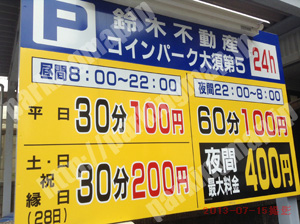 P 鈴木不動産
コインパーク大須第5 24h
昼間8:00~22:00
夜間22:00~8:00
平日 30分100円
60分100円
土・日
祝
縁日
(28日)
30分200円
夜間
最大料金
400円